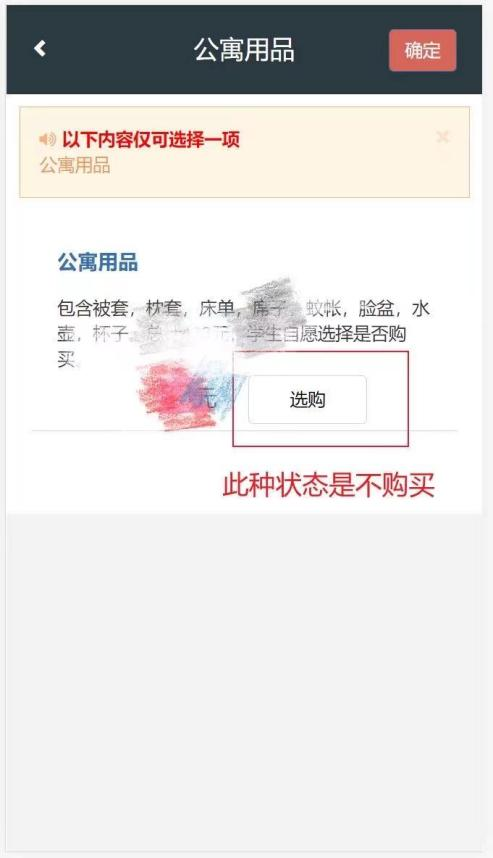 公寓用品
确定
以下内容仅可选择一项
公寓用品
公寓用品
包含被套，枕套，床单，席子，蚊帐，脸盆，水
壶，杯子，元，学生自愿选择是否购
买
元
选购
此种状态是不购买